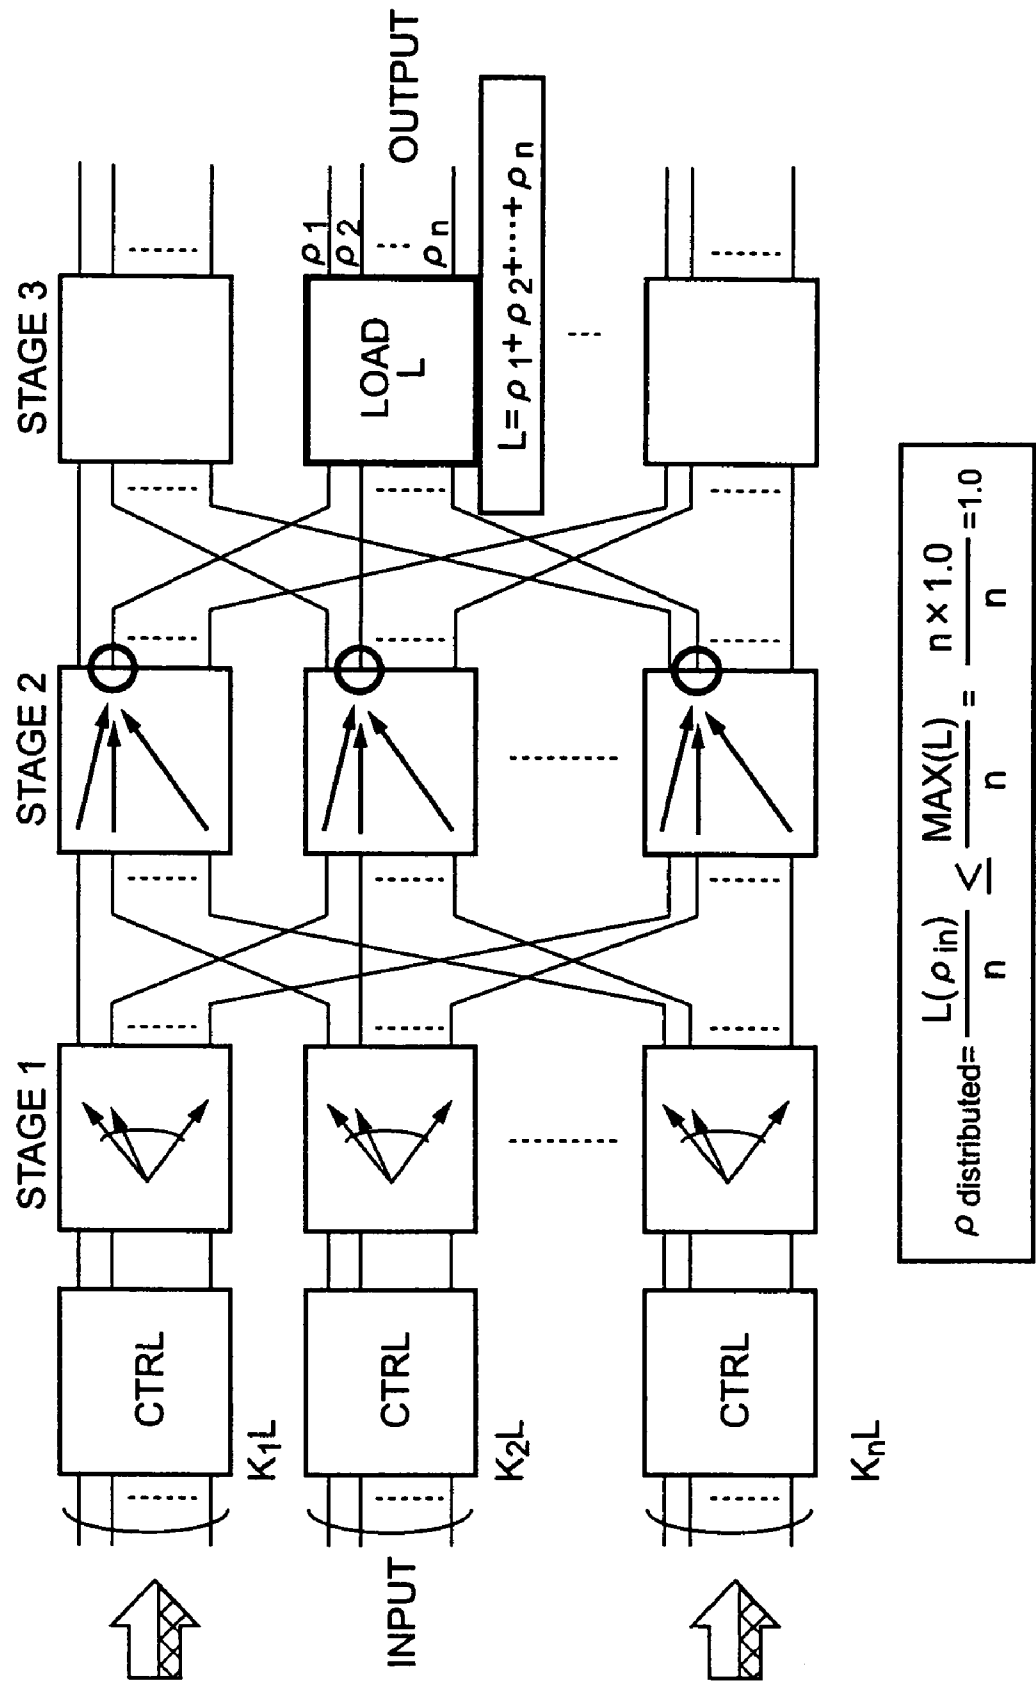 STAGE 1
STAGE 2
STAGE 3
CTRL
K1L
LOAD
L
ρ1
ρ2
ρn
OUTPUT
INPUT
CTRL
K2L
L= ρ1+ ρ2+····+ ρn
CTRL
KnL
ρ distributed= L(ρ in) / n ≤ MAX(L) / n = n × 1.0 / n =1.0